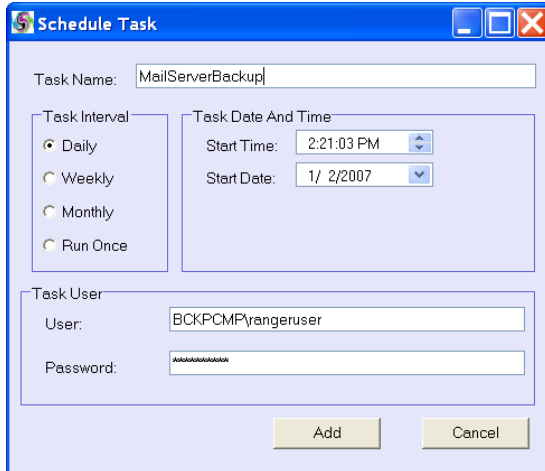 Schedule Task
Task Name: MailServerBackup
Task Interval
Daily
Weekly
Monthly
Run Once
Task Date And Time
Start Time: 2:21:03 PM
Start Date: 1/ 2/2007
Task User
User: BCKPCMP\rangeruser
Password: **********
Add Cancel